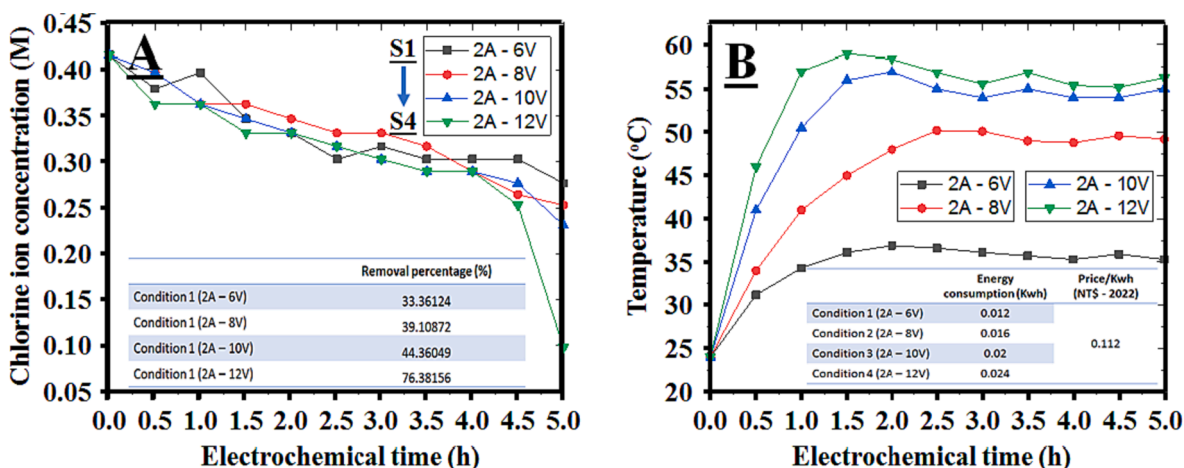 A
S1
S4
2A - 6V
2A - 8V
2A - 10V
2A - 12V
Chlorine ion concentration (M)
0.45
0.40
0.35
0.30
0.25
0.20
0.15
0.10
0.05
Removal percentage (%)
Condition 1 (2A – 6V) 33.36124
Condition 1 (2A – 8V) 39.10872
Condition 1 (2A – 10V) 44.36049
Condition 1 (2A – 12V) 76.38156
0.0 0.5 1.0 1.5 2.0 2.5 3.0 3.5 4.0 4.5 5.0
Electrochemical time (h)
B
Temperature (°C)
60
55
50
45
40
35
30
25
20
2A - 6V 2A - 10V
2A - 8V 2A - 12V
Energy Price/Kwh
consumption (Kwh) (NT$ - 2022)
Condition 1 (2A – 6V) 0.012
Condition 2 (2A – 8V) 0.016
0.112
Condition 3 (2A – 10V) 0.02
Condition 4 (2A – 12V) 0.024
0.0 0.5 1.0 1.5 2.0 2.5 3.0 3.5 4.0 4.5 5.0
Electrochemical time (h)